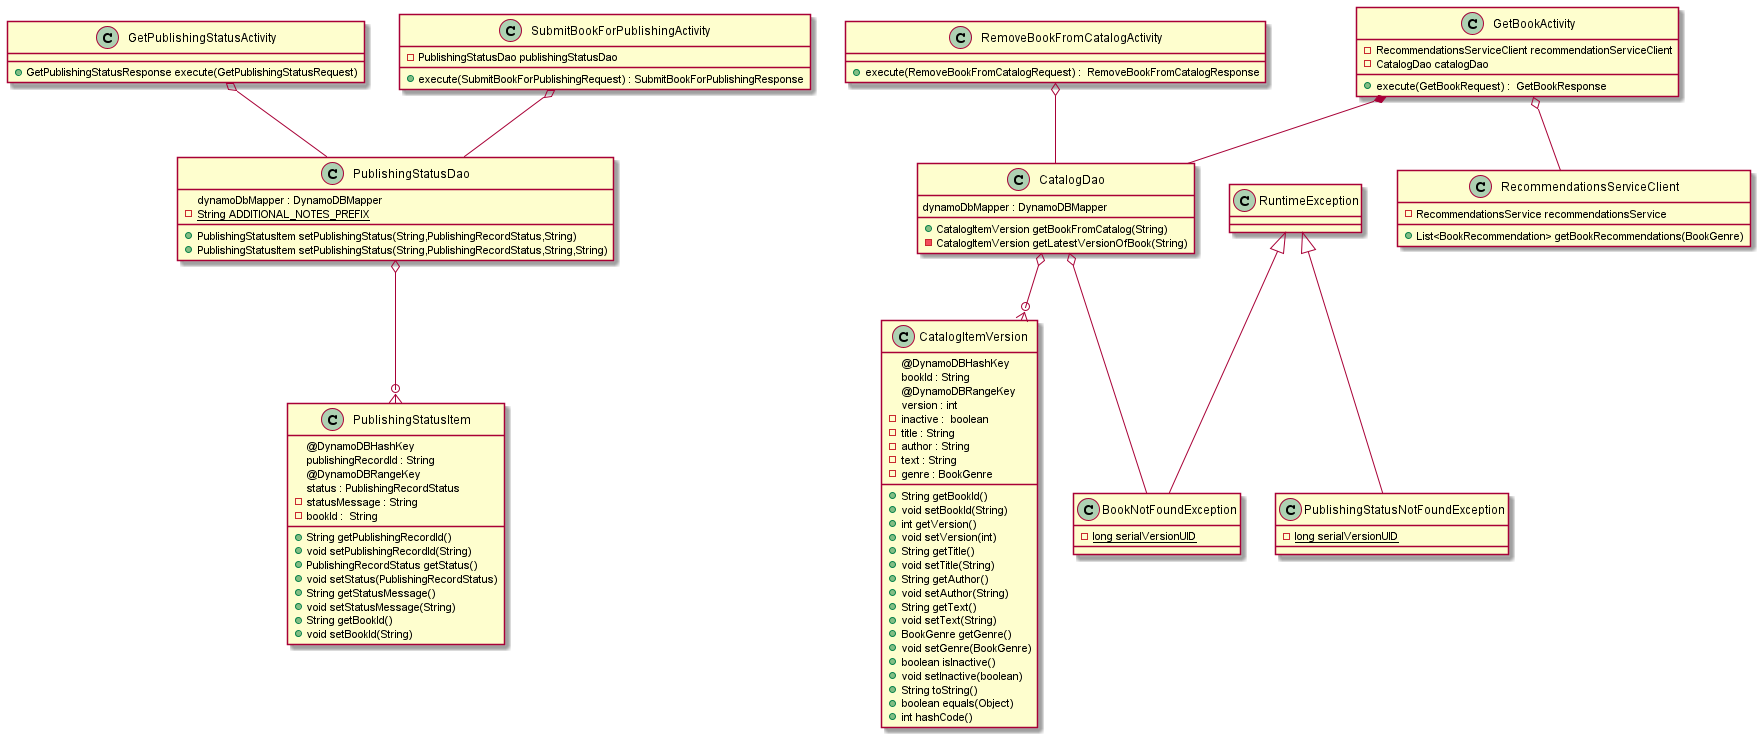 C GetPublishingStatusActivity
GetPublishingStatusResponse execute(GetPublishingStatusRequest)
C SubmitBookForPublishingActivity
PublishingStatusDao publishingStatusDao
execute(SubmitBookForPublishingRequest) : SubmitBookForPublishingResponse
C RemoveBookFromCatalogActivity
execute(RemoveBookFromCatalogRequest) : RemoveBookFromCatalogResponse
C GetBookActivity
RecommendationsServiceClient recommendationServiceClient
CatalogDao catalogDao
execute(GetBookRequest) : GetBookResponse
C PublishingStatusDao
dynamoDbMapper : DynamoDBMapper
String ADDITIONAL_NOTES_PREFIX
PublishingStatusItem setPublishingStatus(String,PublishingRecordStatus,String)
PublishingStatusItem setPublishingStatus(String,PublishingRecordStatus,String,String)
C CatalogDao
dynamoDbMapper : DynamoDBMapper
CatalogItemVersion getBookFromCatalog(String)
CatalogItemVersion getLatestVersionOfBook(String)
C RuntimeException
C RecommendationsServiceClient
RecommendationsService recommendationsService
List<BookRecommendation> getBookRecommendations(BookGenre)
C PublishingStatusItem
@DynamoDBHashKey
publishingRecordId : String
@DynamoDBRangeKey
status : PublishingRecordStatus
statusMessage : String
bookId : String
String getPublishingRecordId()
void setPublishingRecordId(String)
PublishingRecordStatus getStatus()
void setStatus(PublishingRecordStatus)
String getStatusMessage()
void setStatusMessage(String)
String getBookId()
void setBookId(String)
C CatalogItemVersion
@DynamoDBHashKey
bookId : String
@DynamoDBRangeKey
version : int
inactive : boolean
title : String
author : String
text : String
genre : BookGenre
String getBookId()
void setBookId(String)
int getVersion()
void setVersion(int)
String getTitle()
void setTitle(String)
String getAuthor()
void setAuthor(String)
String getText()
void setText(String)
BookGenre getGenre()
void setGenre(BookGenre)
boolean isInactive()
void setInactive(boolean)
String toString()
boolean equals(Object)
int hashCode()
C BookNotFoundException
long serialVersionUID
C PublishingStatusNotFoundException
long serialVersionUID